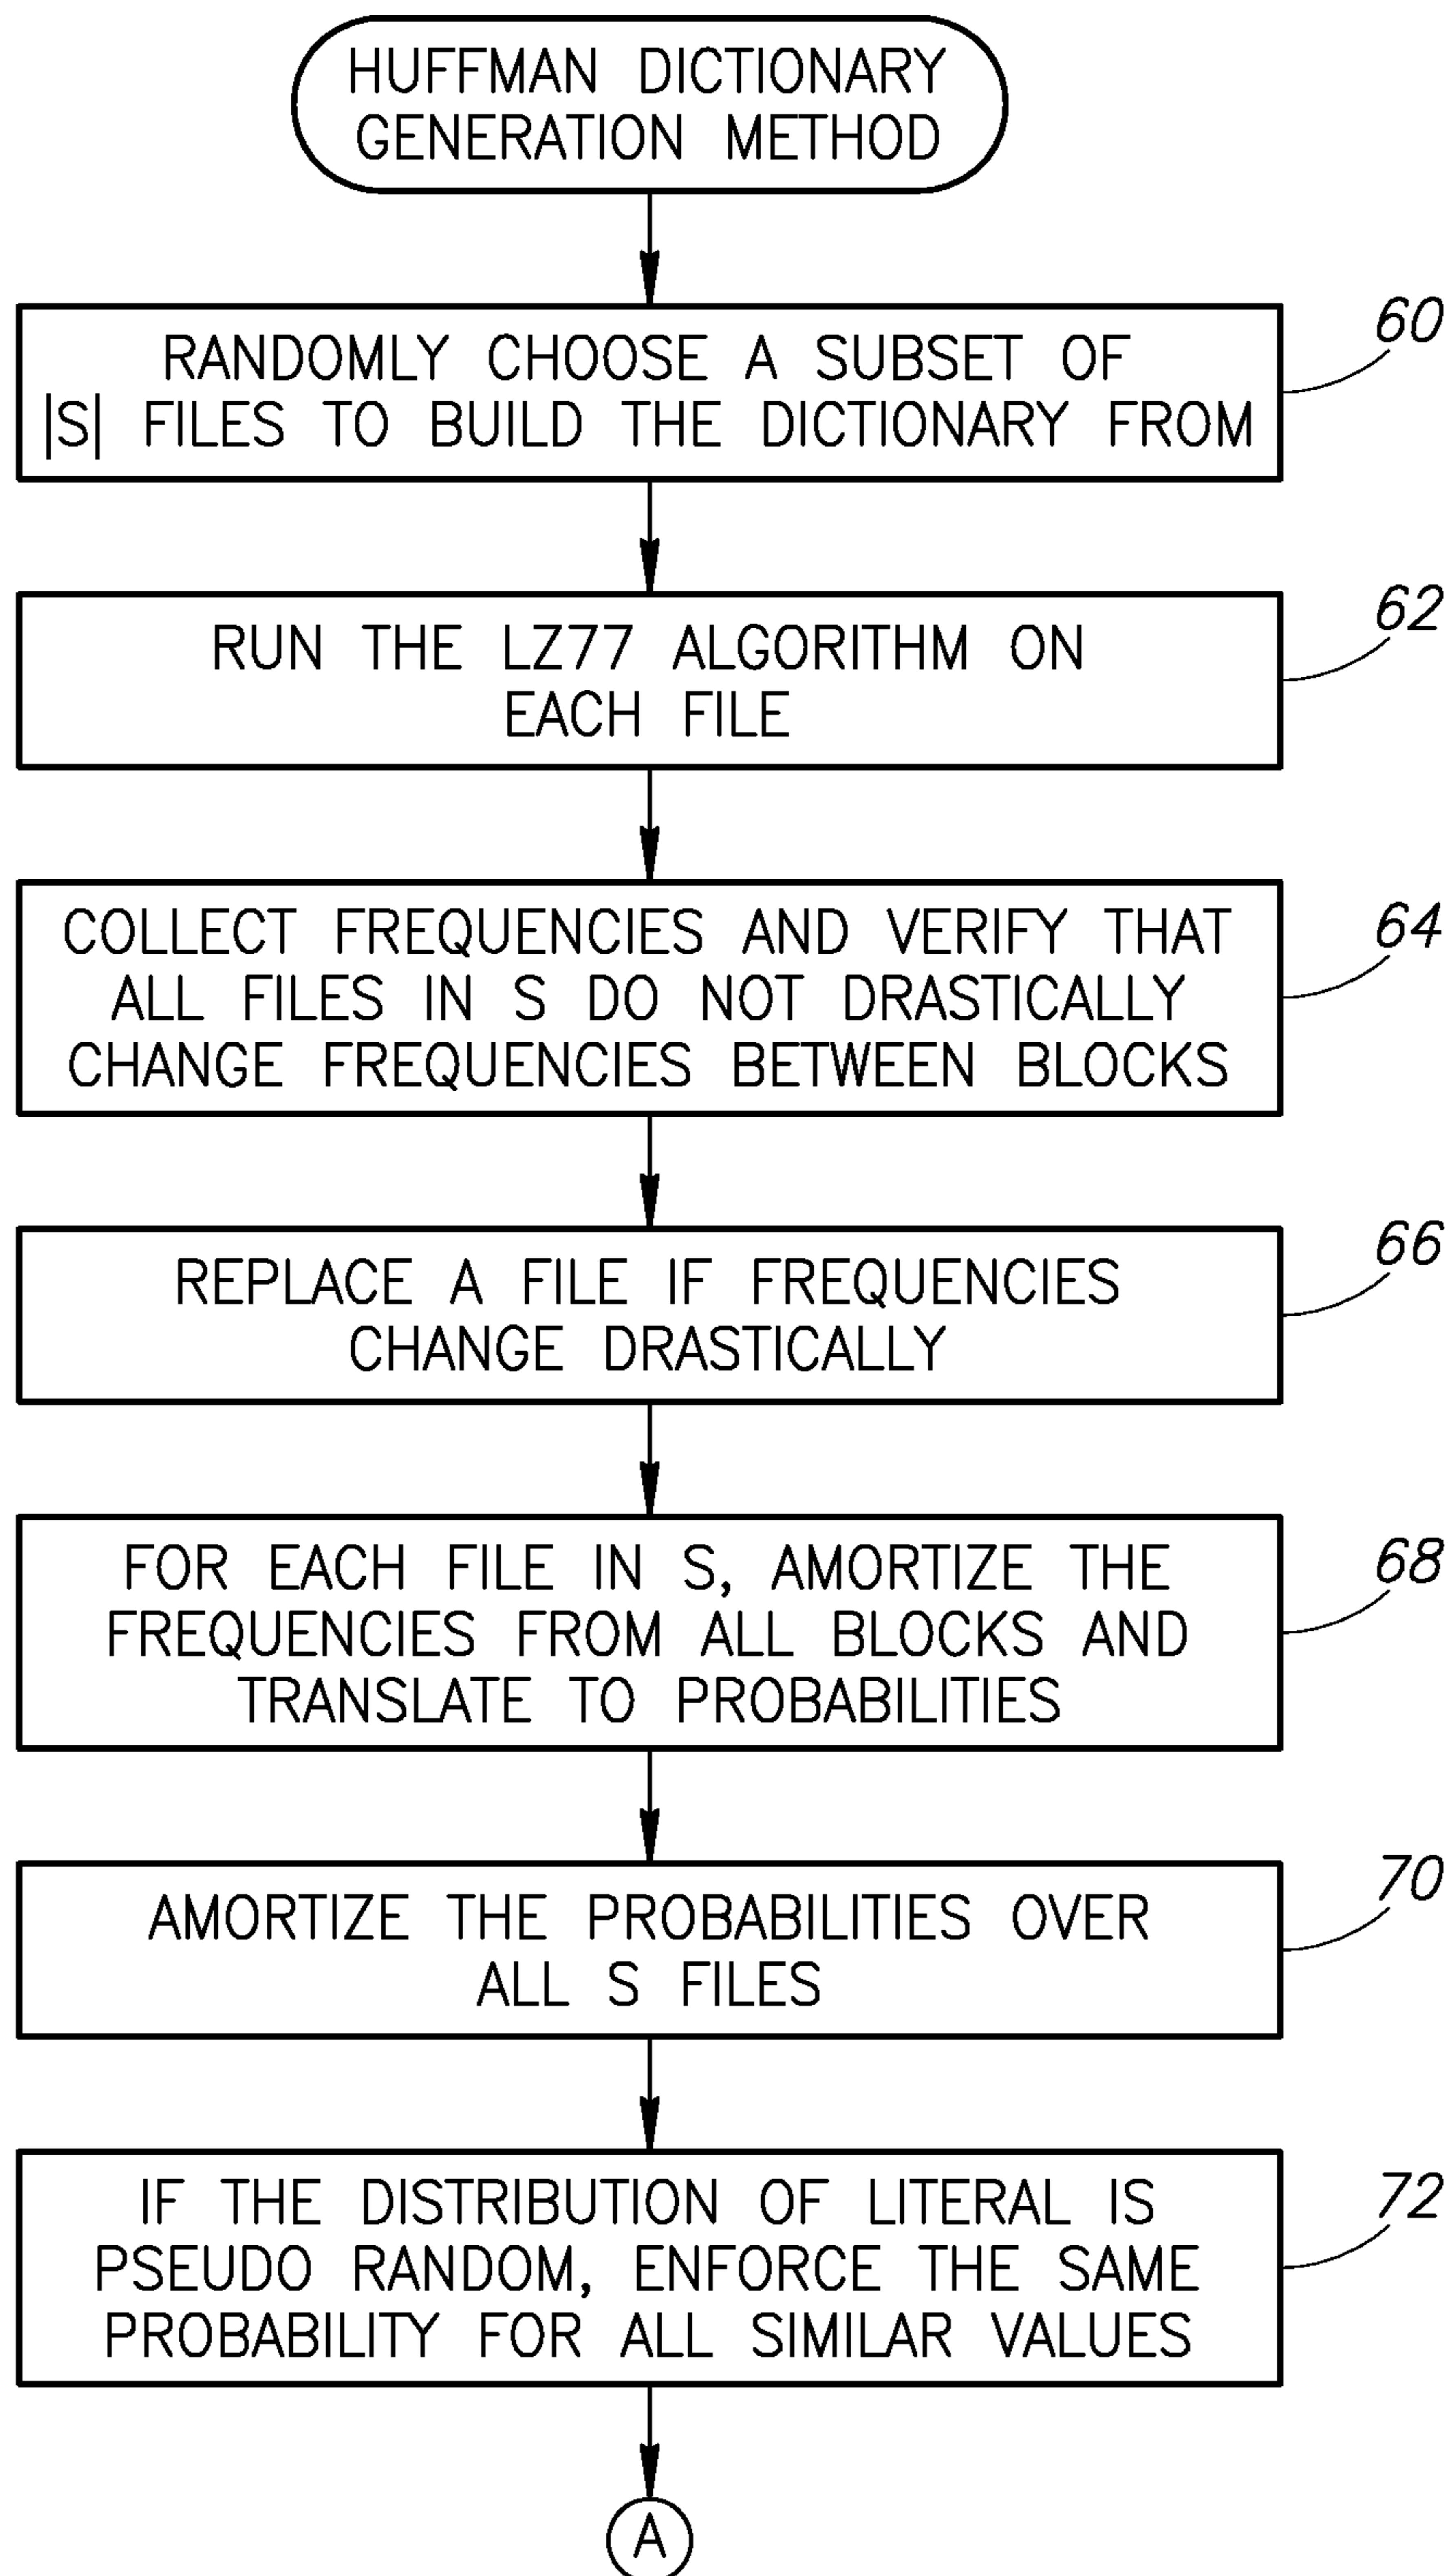 HUFFMAN DICTIONARY
GENERATION METHOD
RANDOMLY CHOOSE A SUBSET OF
|S| FILES TO BUILD THE DICTIONARY FROM
60
RUN THE LZ77 ALGORITHM ON
EACH FILE
62
COLLECT FREQUENCIES AND VERIFY THAT
ALL FILES IN S DO NOT DRASTICALLY
CHANGE FREQUENCIES BETWEEN BLOCKS
64
REPLACE A FILE IF FREQUENCIES
CHANGE DRASTICALLY
66
FOR EACH FILE IN S, AMORTIZE THE
FREQUENCIES FROM ALL BLOCKS AND
TRANSLATE TO PROBABILITIES
68
AMORTIZE THE PROBABILITIES OVER
ALL S FILES
70
IF THE DISTRIBUTION OF LITERAL IS
PSEUDO RANDOM, ENFORCE THE SAME
PROBABILITY FOR ALL SIMILAR VALUES
72
A